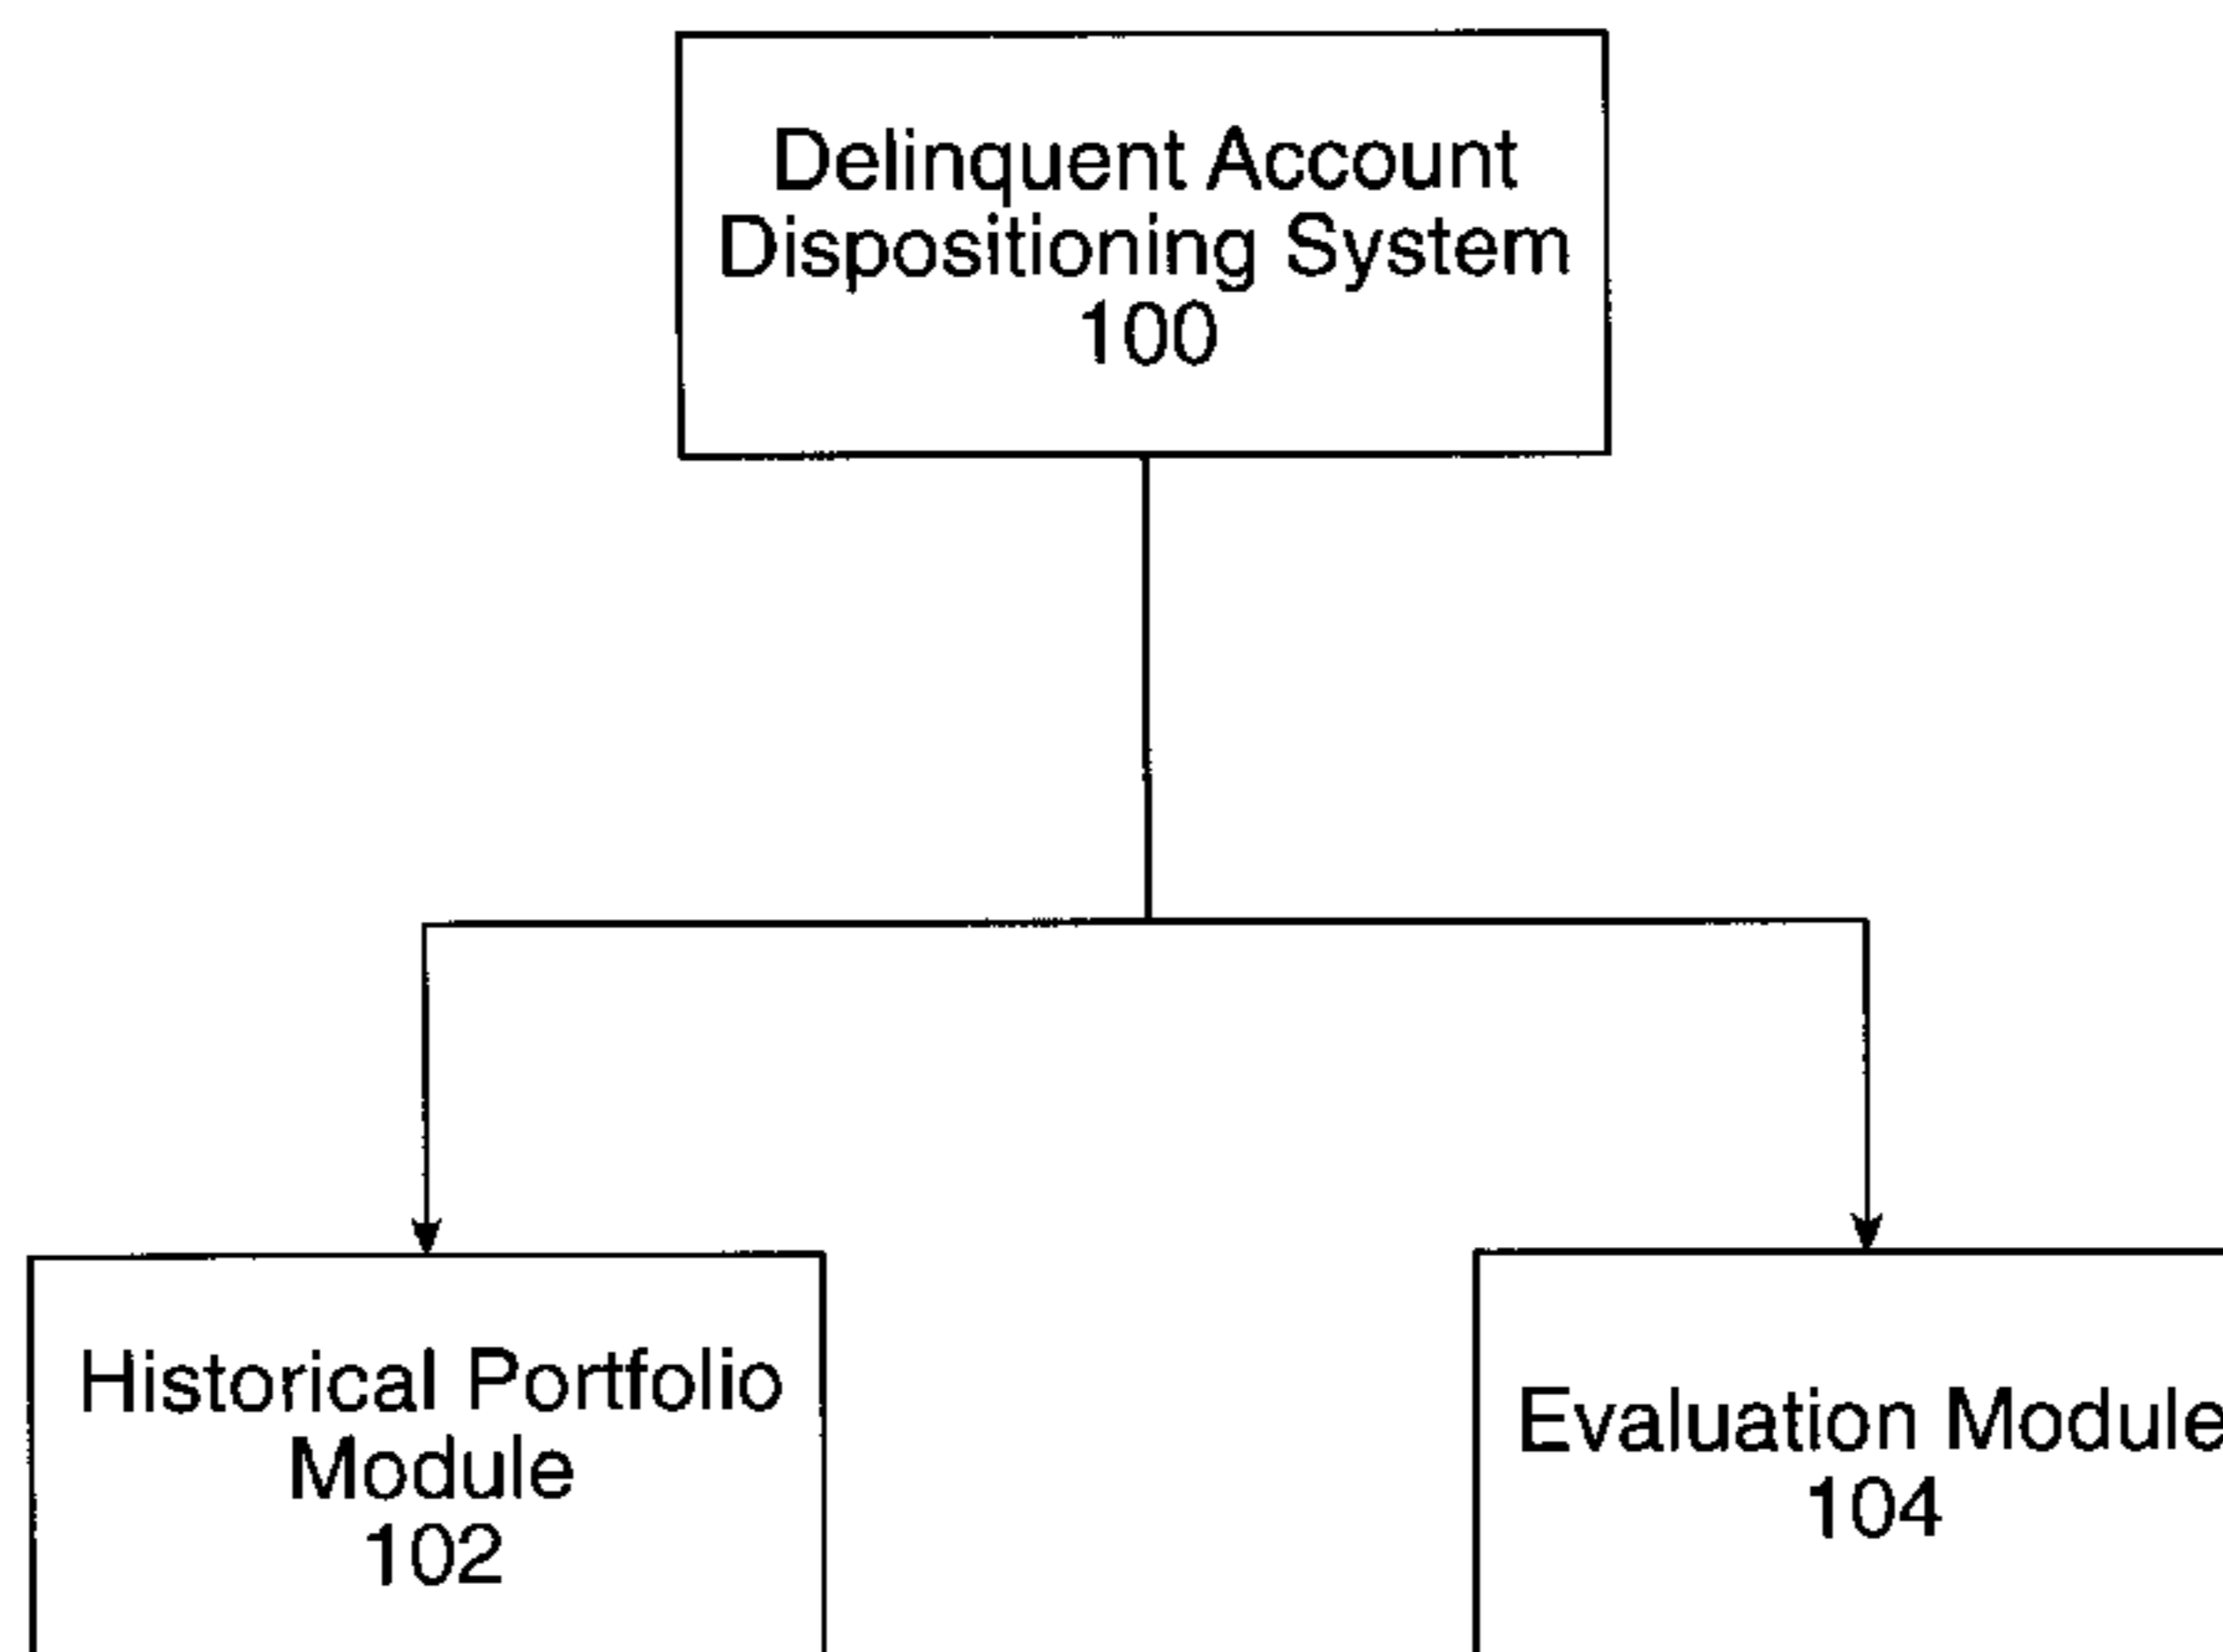 Delinquent Account
Dispositioning System
100
Historical Portfolio
Module
102
Evaluation Module
104